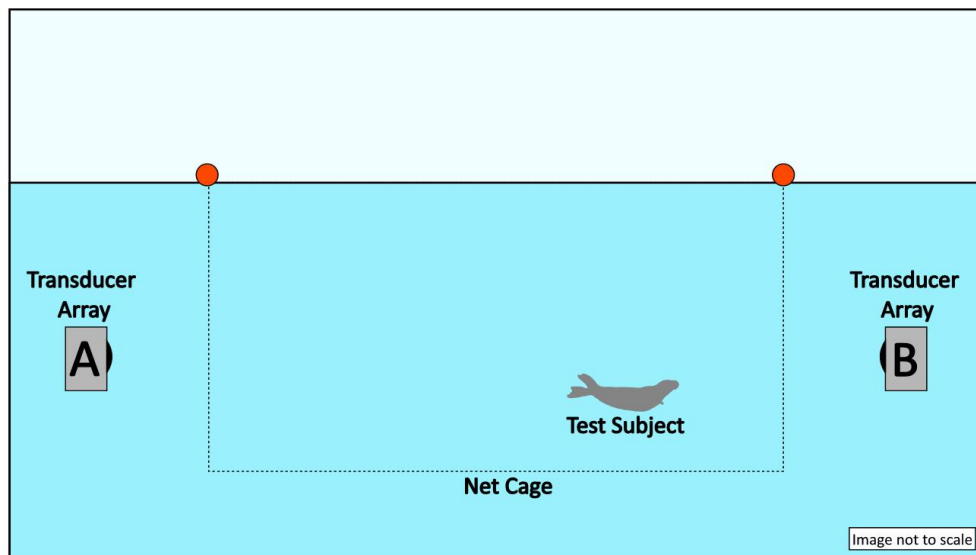 Transducer
Array
A
Transducer
Array
B
Test Subject
Net Cage
Image not to scale